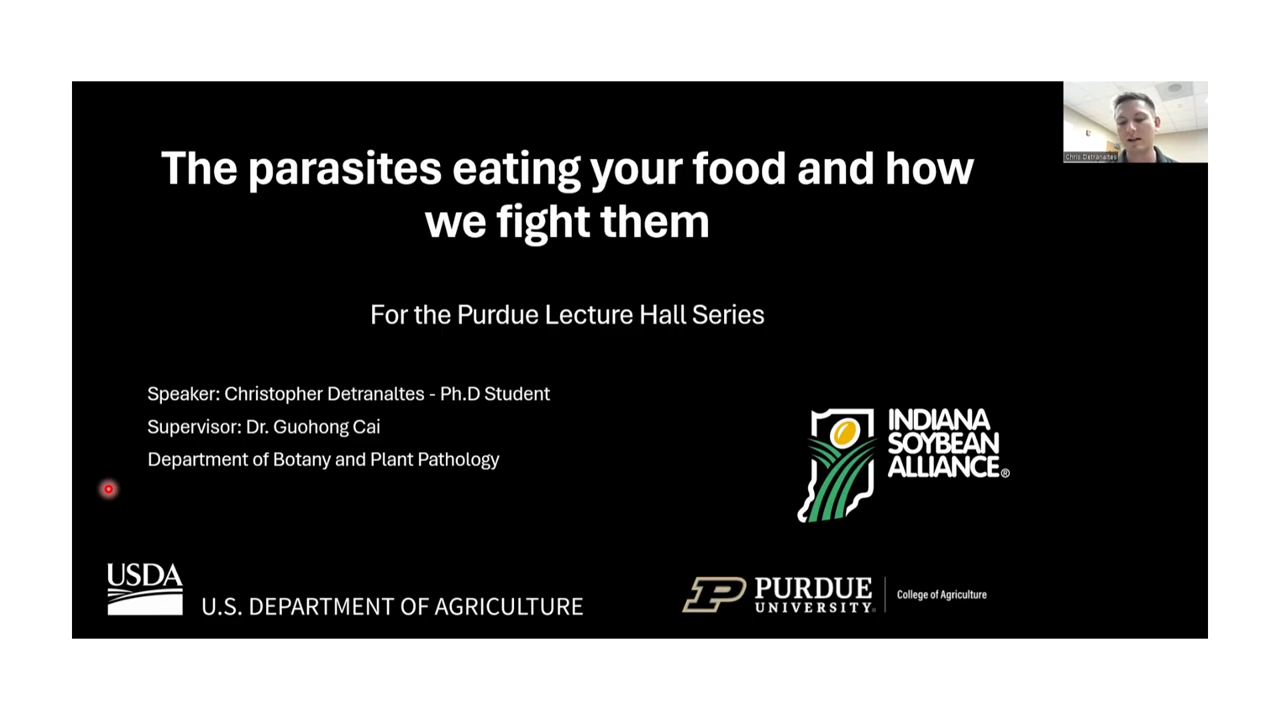 The parasites eating your food and how
we fight them
Chris Detranaltes
For the Purdue Lecture Hall Series
Speaker: Christopher Detranaltes - Ph.D Student
Supervisor: Dr. Guohong Cai
Department of Botany and Plant Pathology
INDIANA
SOYBEAN
ALLIANCE®
USDA
U.S. DEPARTMENT OF AGRICULTURE
P PURDUE
UNIVERSITY®
College of Agriculture